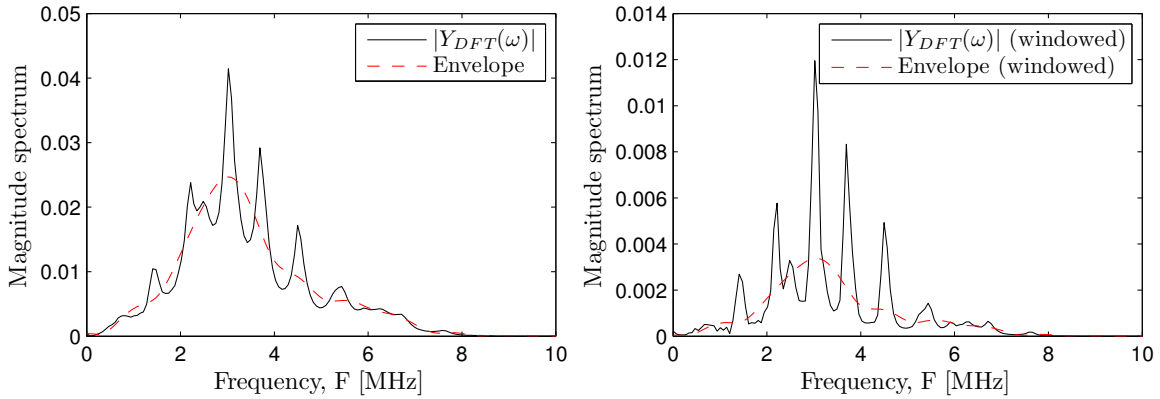 0.05
0.04
0.03
0.02
0.01
0
Magnitude spectrum
|Y_{DFT}(ω)|
Envelope
0 2 4 6 8 10
Frequency, F [MHz]
0.014
0.012
0.01
0.008
0.006
0.004
0.002
0
Magnitude spectrum
|Y_{DFT}(ω)| (windowed)
Envelope (windowed)
0 2 4 6 8 10
Frequency, F [MHz]